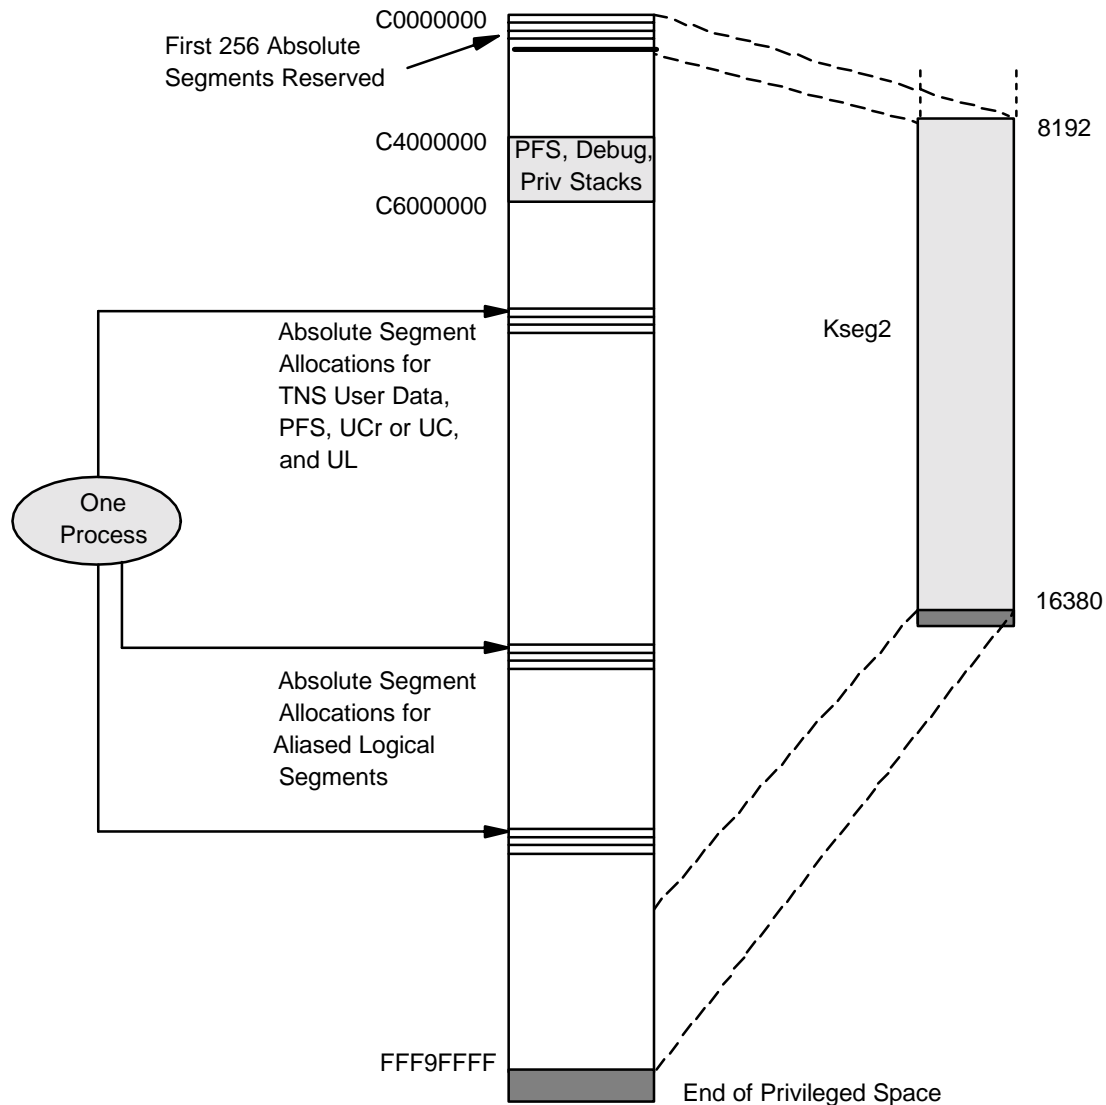 C0000000
First 256 Absolute
Segments Reserved
8192
C4000000
PFS, Debug,
Priv Stacks
C6000000
Absolute Segment
Allocations for
TNS User Data,
PFS, UCr or UC,
and UL
Kseg2
One
Process
16380
Absolute Segment
Allocations for
Aliased Logical
Segments
FFF9FFFF
End of Privileged Space